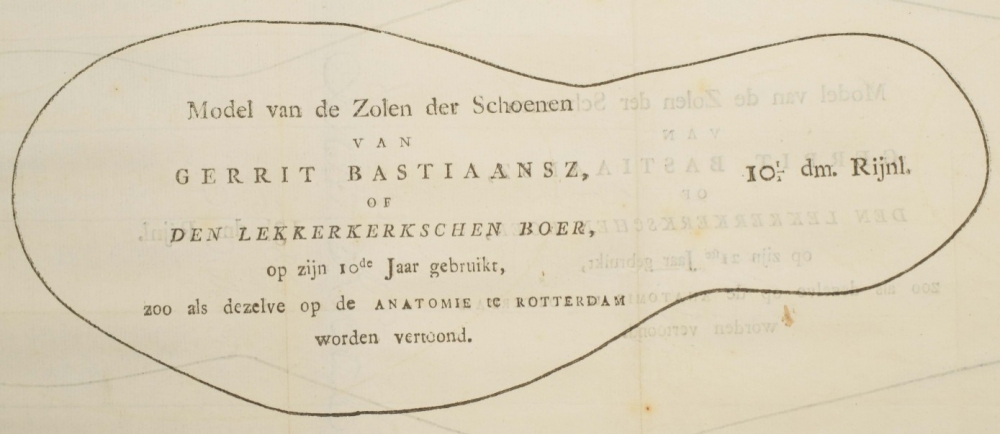 Model van de Zolen der Schoenen
VAN
GERRIT BASTIAANSZ,
OF
DEN LEKKERKERKSCHEN BOER,
op zijn 10de Jaar gebruikt,
zoo als dezelve op de ANATOMIE te ROTTERDAM
worden vertoond.
10½ dm. Rijnl.